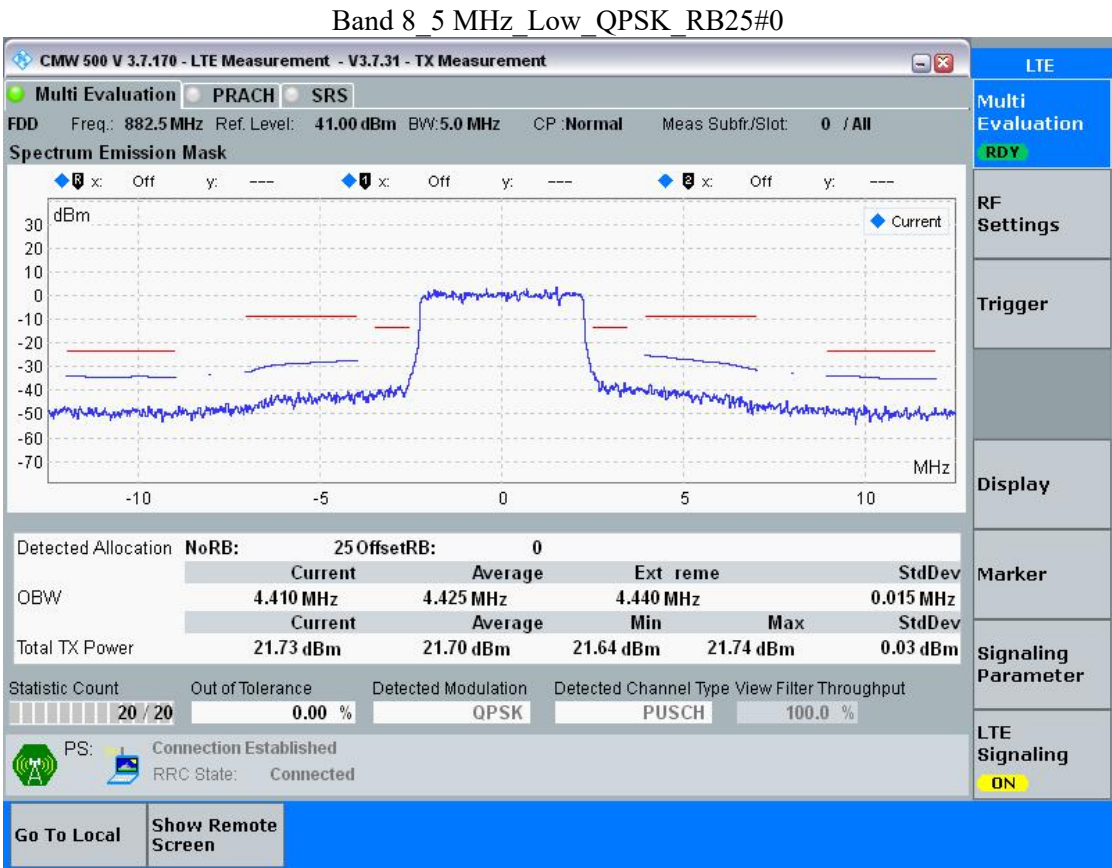 Band 8_5 MHz_Low_QPSK_RB25#0
CMW 500 V 3.7.170 - LTE Measurement - V3.7.31 - TX Measurement
LTE
Multi Evaluation PRACH SRS
Multi
Evaluation
RDY
FDD Freq.: 882.5 MHz Ref. Level: 41.00 dBm BW: 5.0 MHz CP : Normal Meas Subfr./Slot: 0 / All
Spectrum Emission Mask
R x: Off y: --- 1 x: Off y: --- 2 x: Off y: ---
dBm
Current
30
20
10
0
-10
-20
-30
-40
-50
-60
-70
MHz
-10 -5 0 5 10
RF
Settings
Trigger
Display
Marker
Signaling
Parameter
LTE
Signaling
ON
Detected Allocation NoRB: 25 OffsetRB: 0
Current Average Ext reme StdDev
OBW 4.410 MHz 4.425 MHz 4.440 MHz 0.015 MHz
Current Average Min Max StdDev
Total TX Power 21.73 dBm 21.70 dBm 21.64 dBm 21.74 dBm 0.03 dBm
Statistic Count Out of Tolerance Detected Modulation Detected Channel Type View Filter Throughput
20 / 20 0.00 % QPSK PUSCH 100.0 %
PS: Connection Established
RRC State: Connected
Go To Local
Show Remote
Screen